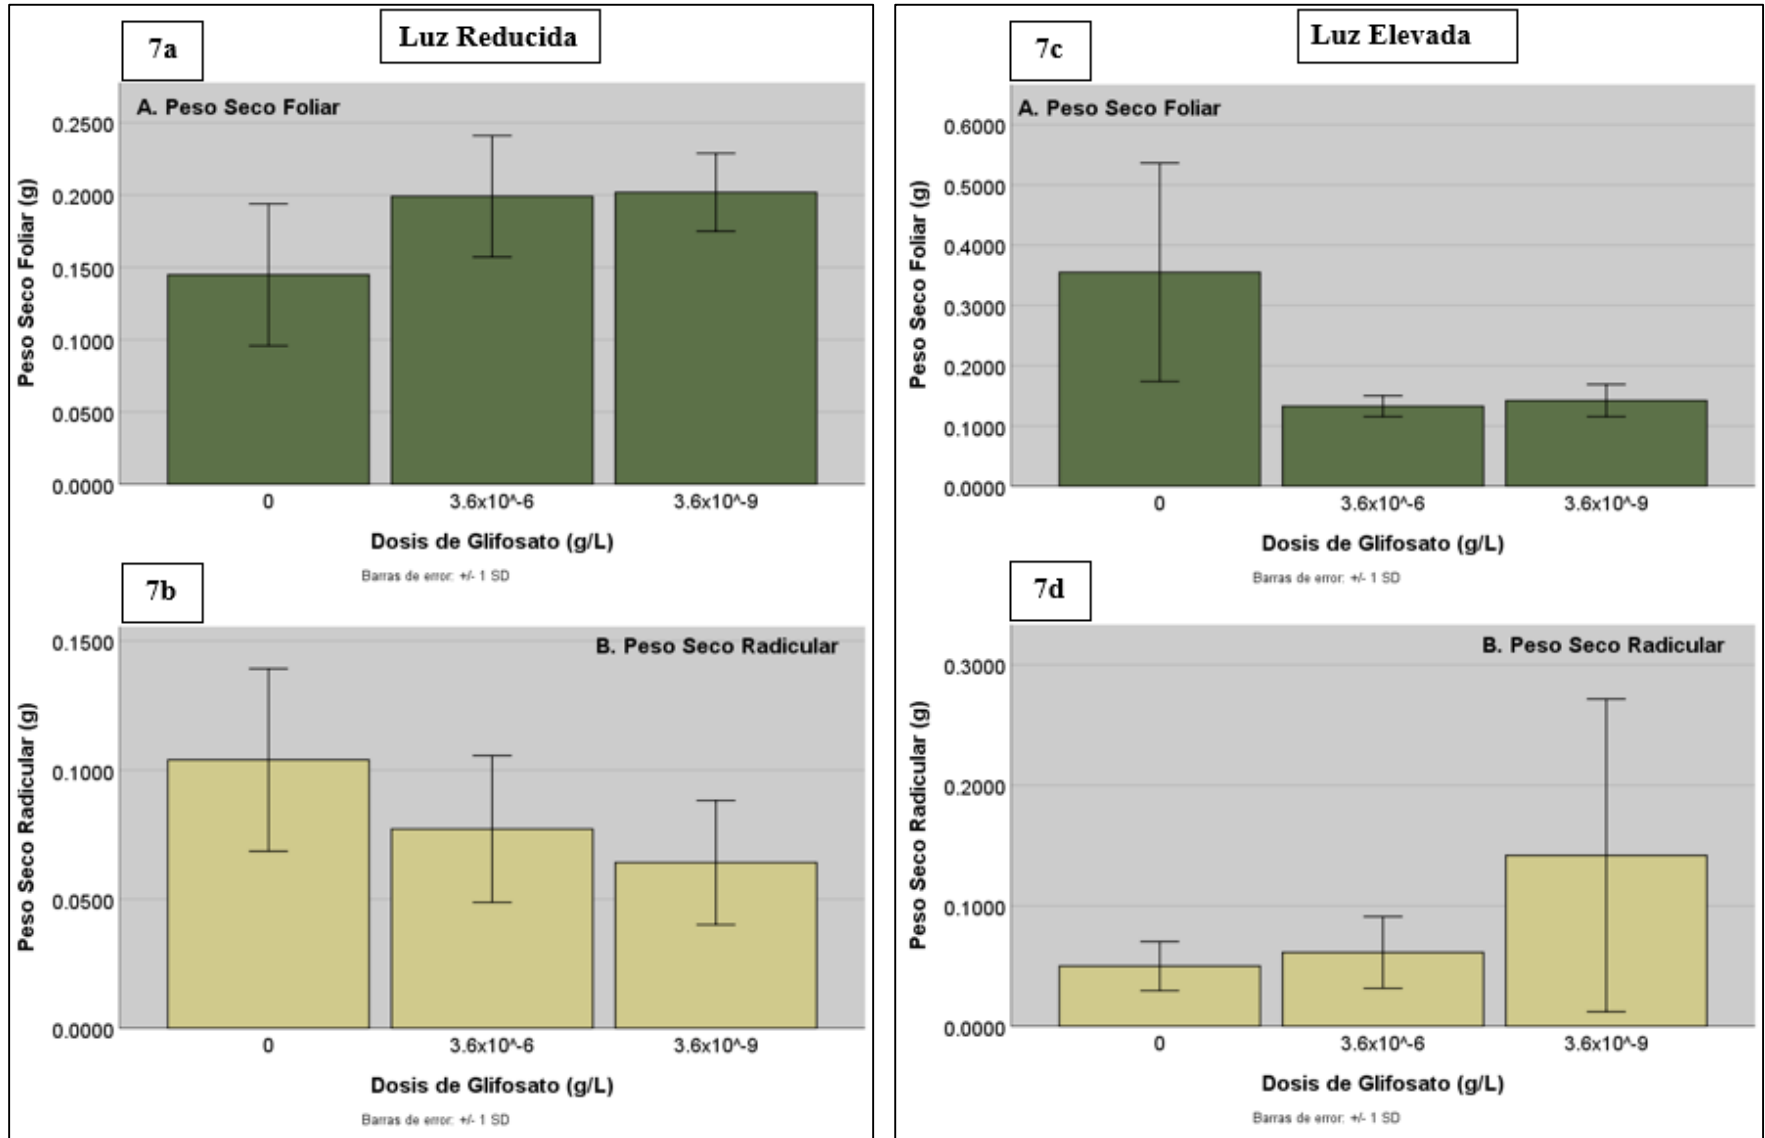 7a
Luz Reducida
A. Peso Seco Foliar
Peso Seco Foliar (g)
0.2500
0.2000
0.1500
0.1000
0.0500
0.0000
0 3.6x10^-6 3.6x10^-9
Dosis de Glifosato (g/L)
Barras de error: +/- 1 SD
7b
B. Peso Seco Radicular
Peso Seco Radicular (g)
0.1500
0.1000
0.0500
0.0000
0 3.6x10^-6 3.6x10^-9
Dosis de Glifosato (g/L)
Barras de error: +/- 1 SD
7c
Luz Elevada
A. Peso Seco Foliar
Peso Seco Foliar (g)
0.6000
0.5000
0.4000
0.3000
0.2000
0.1000
0.0000
0 3.6x10^-6 3.6x10^-9
Dosis de Glifosato (g/L)
Barras de error: +/- 1 SD
7d
B. Peso Seco Radicular
Peso Seco Radicular (g)
0.3000
0.2000
0.1000
0.0000
0 3.6x10^-6 3.6x10^-9
Dosis de Glifosato (g/L)
Barras de error: +/- 1 SD